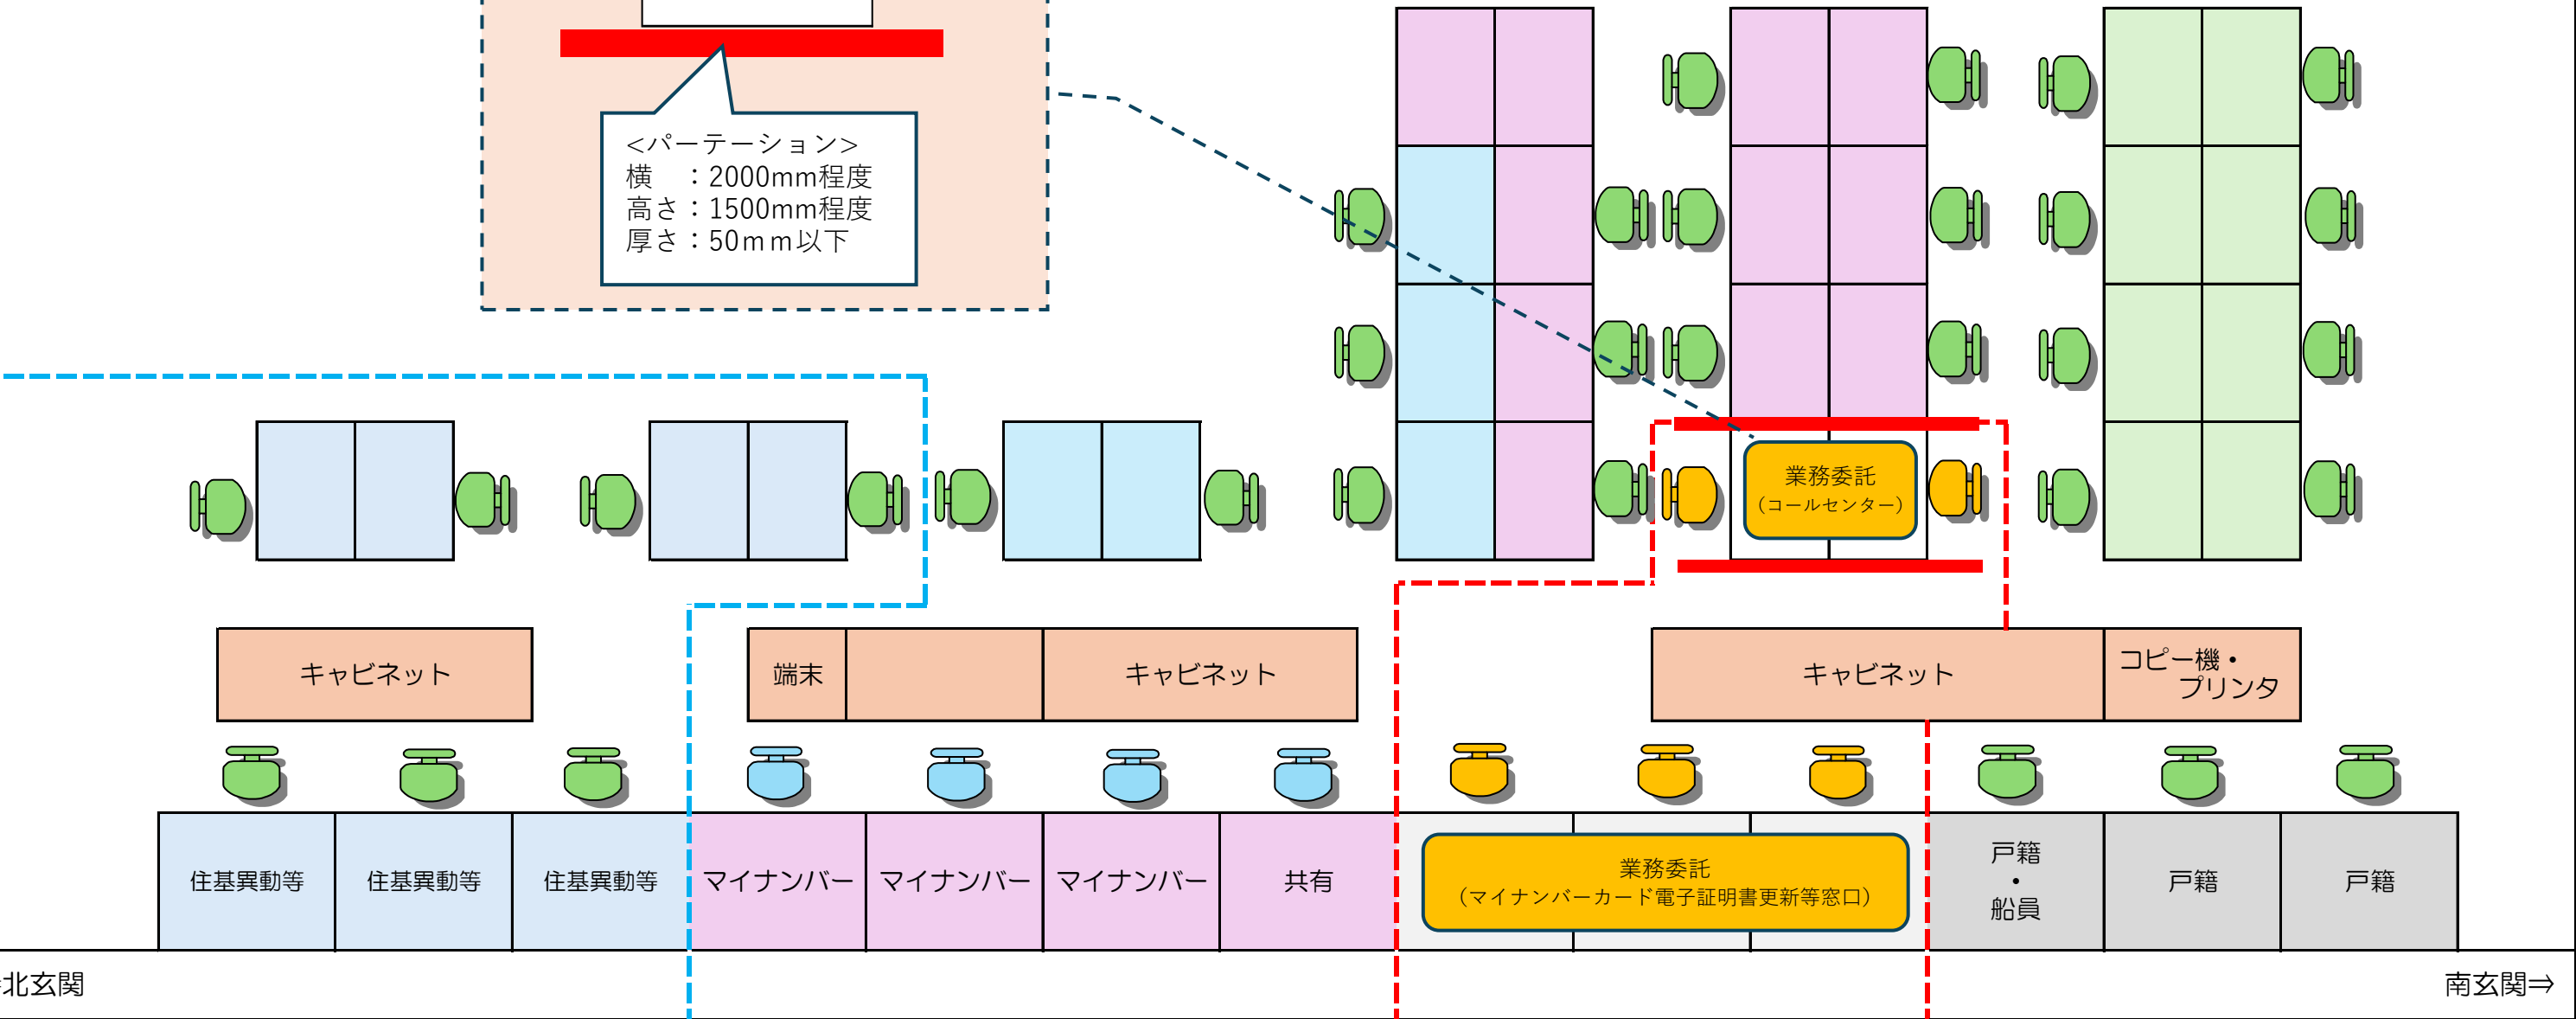 <パーテーション>
横　：2000mm程度
高さ：1500mm程度
厚さ：50ｍｍ以下
業務委託
（コールセンター）
キャビネット
端末
キャビネット
キャビネット
コピー機・
プリンタ
住基異動等
住基異動等
住基異動等
マイナンバー
マイナンバー
マイナンバー
共有
業務委託
（マイナンバーカード電子証明書更新等窓口）
戸籍
・
船員
戸籍
戸籍
北玄関
南玄関⇒